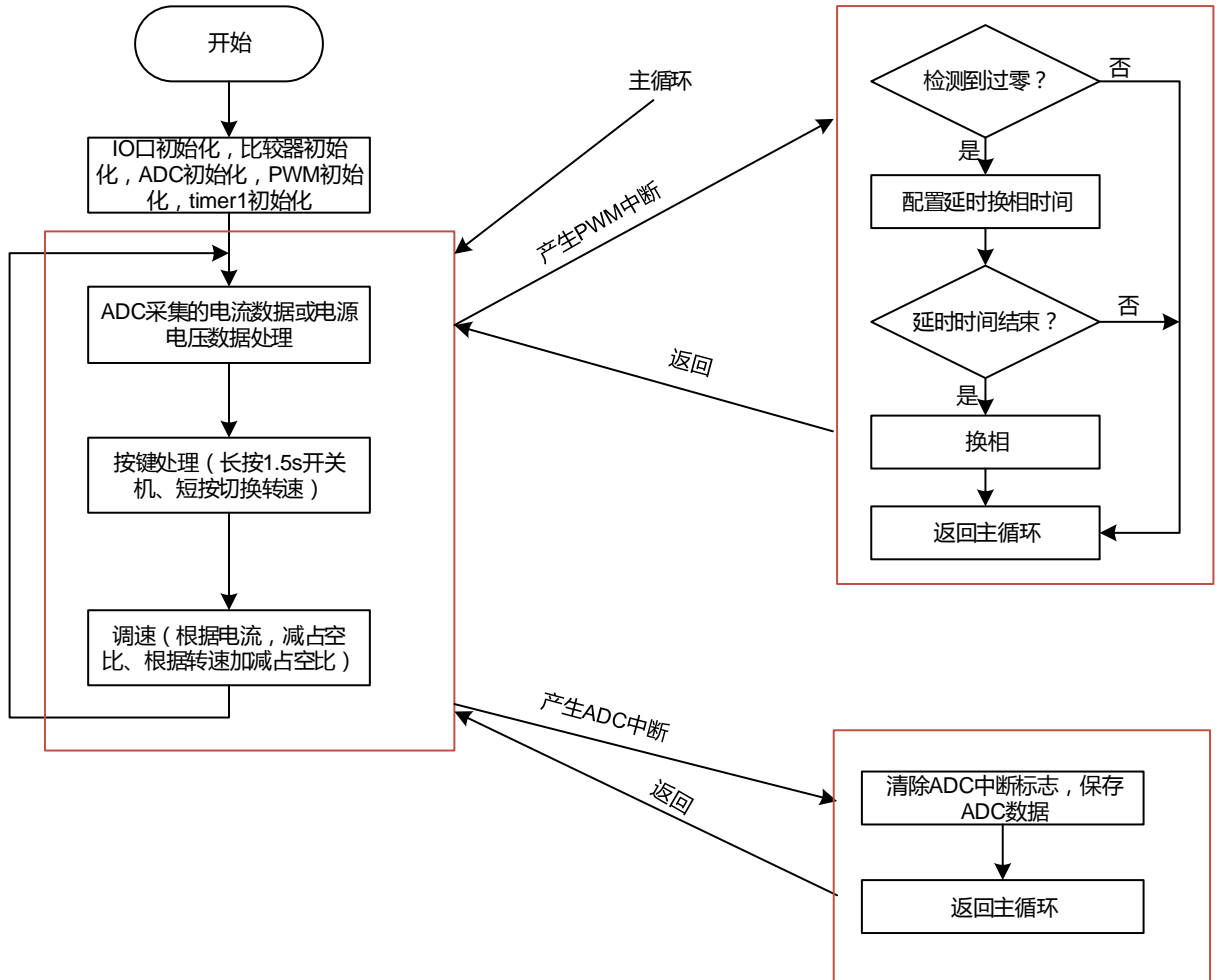 开始
IO口初始化，比较器初始
化，ADC初始化，PWM初始
化，timer1初始化
ADC采集的电流数据或电源
电压数据处理
按键处理（长按1.5s开关
机、短按切换转速）
调速（根据电流，减占空
比、根据转速加减占空比）
主循环
产生PWM中断
返回
检测到过零？
否
是
配置延时换相时间
延时时间结束？
否
是
换相
返回主循环
产生ADC中断
返回
清除ADC中断标志，保存
ADC数据
返回主循环